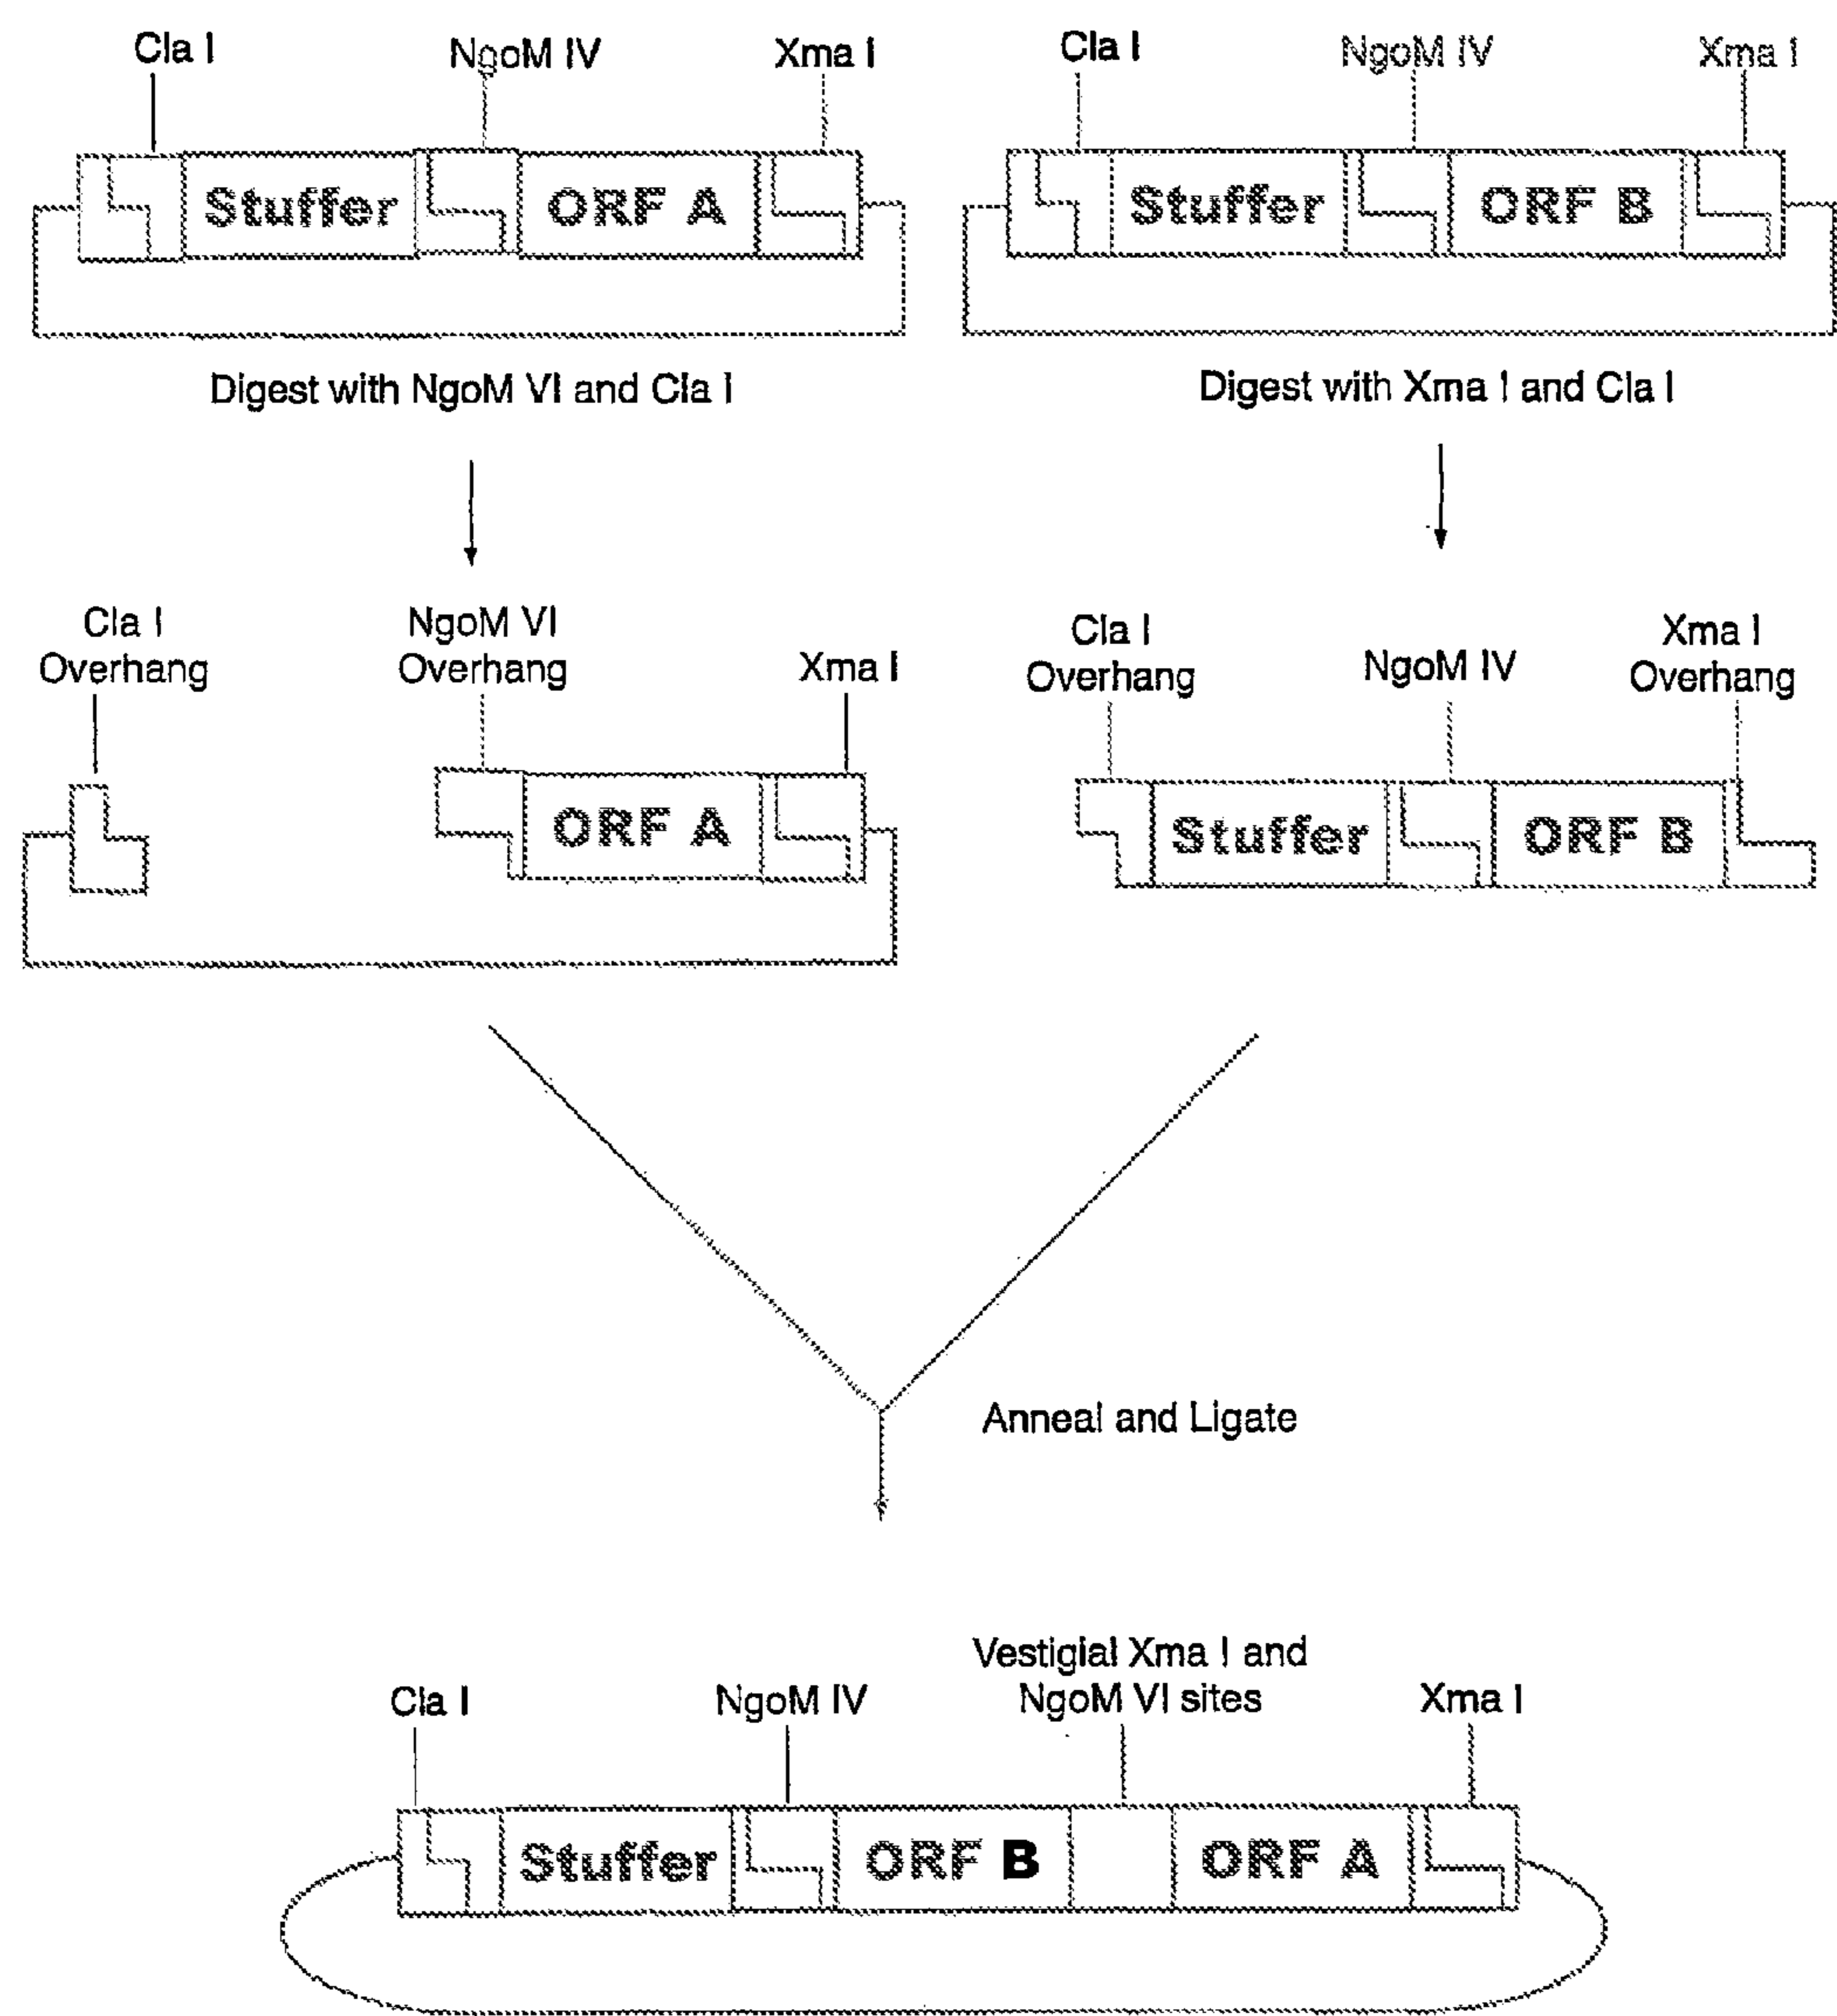 Cla I
NgoM IV
Xma I
Cla I
NgoM IV
Xma I
Stuffer
ORF A
Stuffer
ORF B
Digest with NgoM VI and Cla I
Digest with Xma I and Cla I
Cla I
Overhang
NgoM VI
Overhang
Xma I
Cla I
Overhang
NgoM IV
Xma I
Overhang
ORF A
Stuffer
ORF B
Anneal and Ligate
Cla I
NgoM IV
Vestigial Xma I and
NgoM VI sites
Xma I
Stuffer
ORF B
ORF A